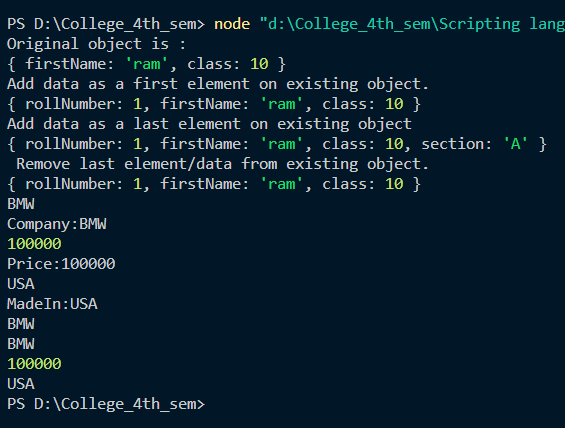 PS D:\College_4th_sem> node "d:\College_4th_sem\Scripting lang
Original object is :
{ firstName: 'ram', class: 10 }
Add data as a first element on existing object.
{ rollNumber: 1, firstName: 'ram', class: 10 }
Add data as a last element on existing object
{ rollNumber: 1, firstName: 'ram', class: 10, section: 'A' }
 Remove last element/data from existing object.
{ rollNumber: 1, firstName: 'ram', class: 10 }
BMW
Company:BMW
100000
Price:100000
USA
MadeIn:USA
BMW
BMW
100000
USA
PS D:\College_4th_sem>